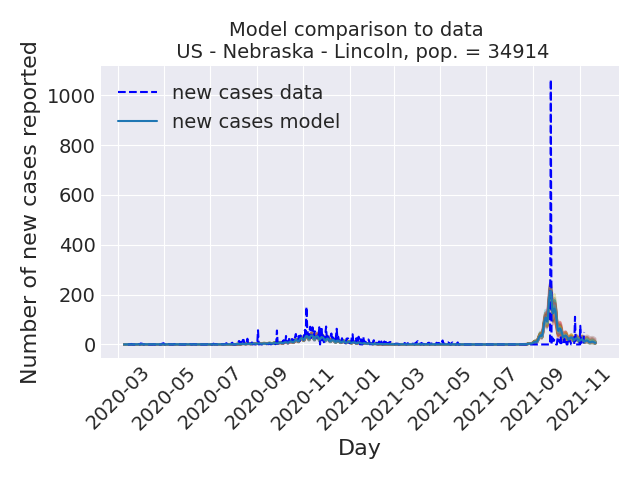 Model comparison to data
US - Nebraska - Lincoln, pop. = 34914
Number of new cases reported
1000
800
600
400
200
0
new cases data
new cases model
2020-03
2020-05
2020-07
2020-09
2020-11
2021-01
2021-03
2021-05
2021-07
2021-09
2021-11
Day